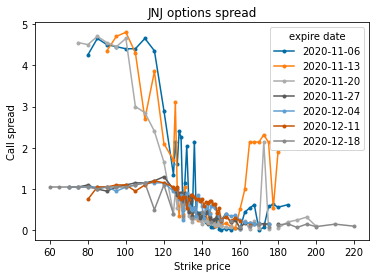 JNJ options spread
expire date
2020-11-06
2020-11-13
2020-11-20
2020-11-27
2020-12-04
2020-12-11
2020-12-18
Call spread
5
4
3
2
1
0
60 80 100 120 140 160 180 200 220
Strike price